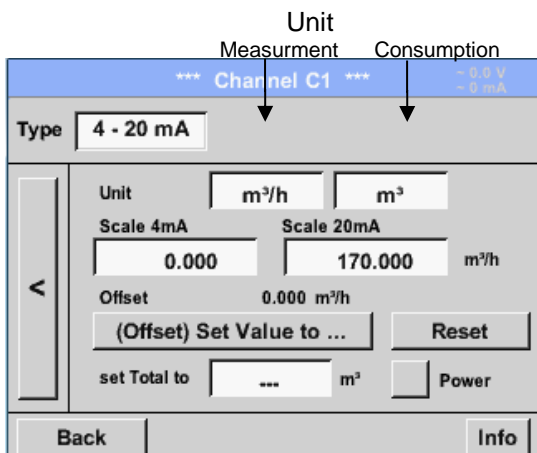 Unit
Measurment Consumption
*** Channel C1 *** ~ 0.0 V
~ 0 mA
Type 4 - 20 mA
Unit m³/h m³
Scale 4mA Scale 20mA
0.000 170.000 m³/h
<
Offset 0.000 m³/h
(Offset) Set Value to ... Reset
set Total to --- m³ Power
Back Info